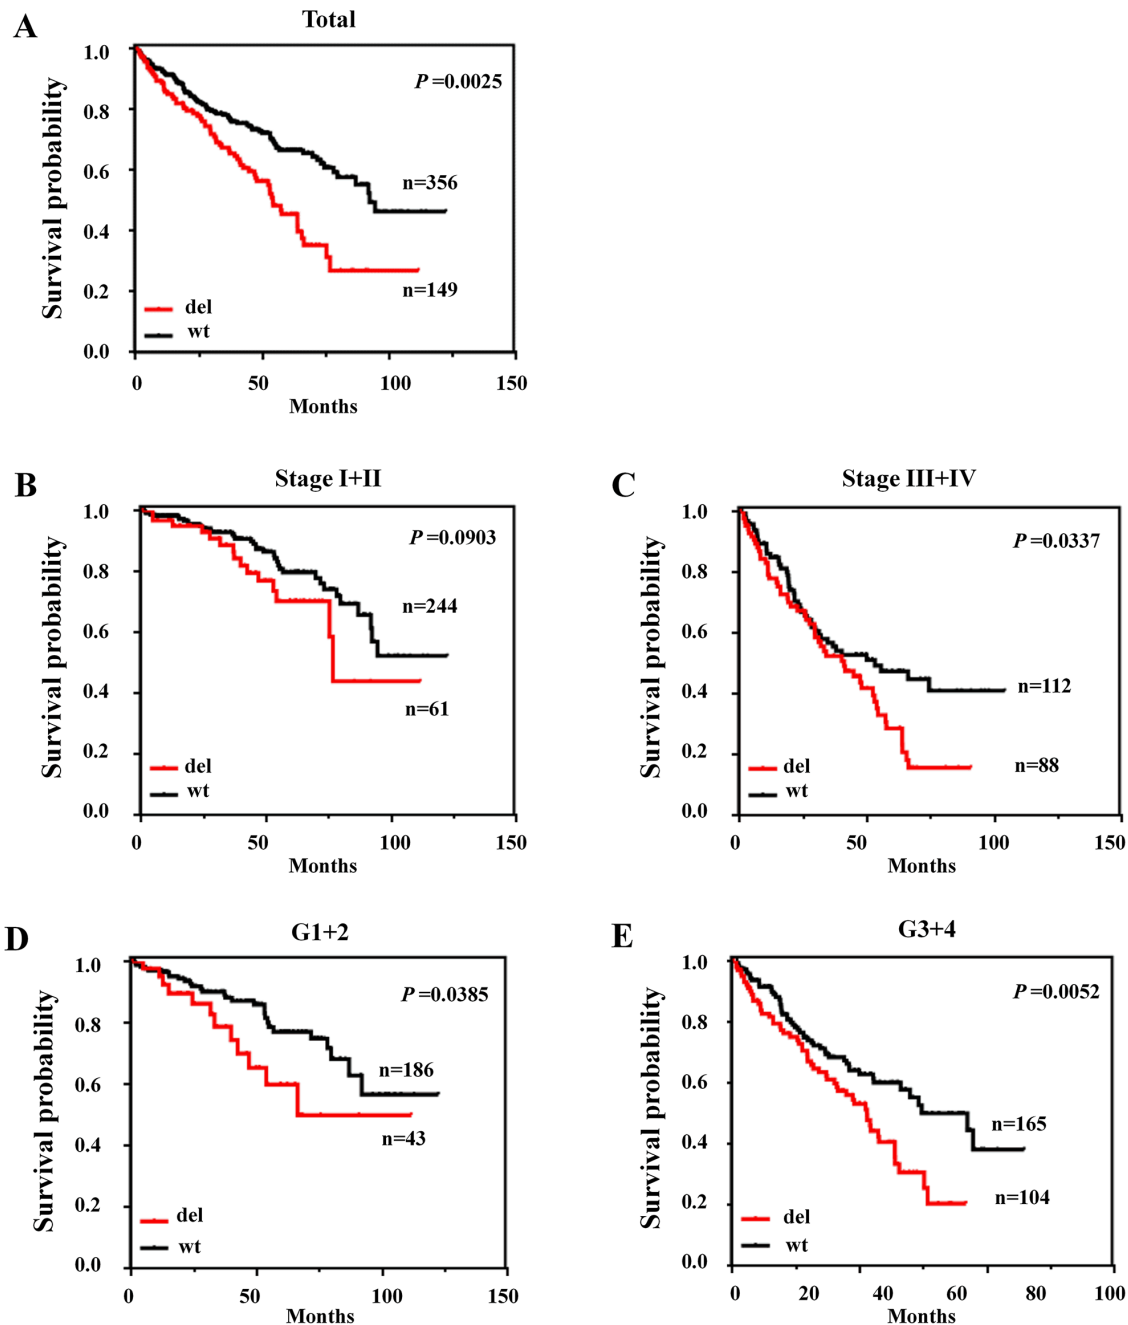 A
Total
1.0
0.8
0.6
0.4
0.2
0.0
Survival probability
P =0.0025
n=356
n=149
del
wt
0 50 100 150
Months
B
Stage I+II
1.0
0.8
0.6
0.4
0.2
0.0
Survival probability
P =0.0903
n=244
n=61
del
wt
0 50 100 150
Months
C
Stage III+IV
1.0
0.8
0.6
0.4
0.2
0.0
Survival probability
P =0.0337
n=112
n=88
del
wt
0 50 100 150
Months
D
G1+2
1.0
0.8
0.6
0.4
0.2
0.0
Survival probability
P =0.0385
n=186
n=43
del
wt
0 50 100 150
Months
E
G3+4
1.0
0.8
0.6
0.4
0.2
0.0
Survival probability
P =0.0052
n=165
n=104
del
wt
0 20 40 60 80 100
Months